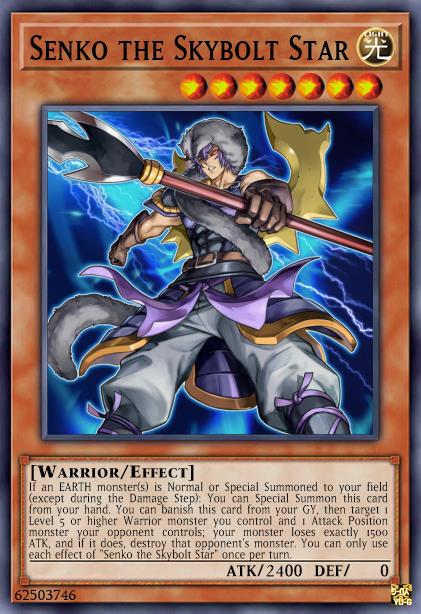 Senko the Skybolt Star
LIGHT
光
[Warrior/Effect]
If an EARTH monster(s) is Normal or Special Summoned to your field
(except during the Damage Step): You can Special Summon this card
from your hand. You can banish this card from your GY, then target 1
Level 5 or higher Warrior monster you control and 1 Attack Position
monster your opponent controls; your monster loses exactly 1500
ATK, and if it does, destroy that opponent's monster. You can only use
each effect of "Senko the Skybolt Star" once per turn.
ATK/2400 DEF/ 0
62503746